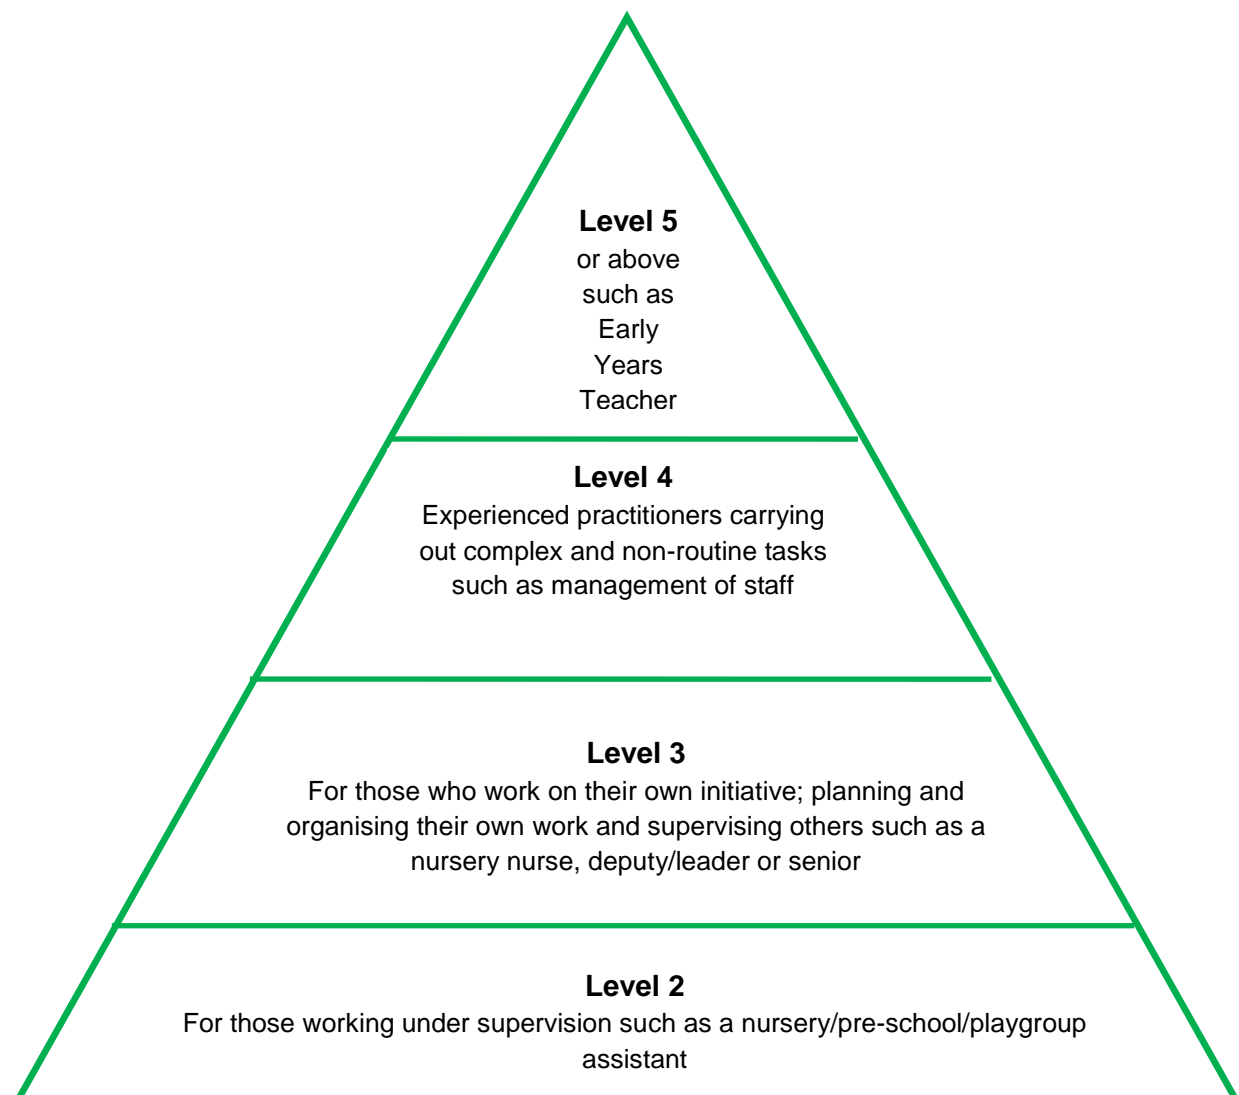 Level 5
or above
such as
Early
Years
Teacher
Level 4
Experienced practitioners carrying
out complex and non-routine tasks
such as management of staff
Level 3
For those who work on their own initiative; planning and
organising their own work and supervising others such as a
nursery nurse, deputy/leader or senior
Level 2
For those working under supervision such as a nursery/pre-school/playgroup
assistant